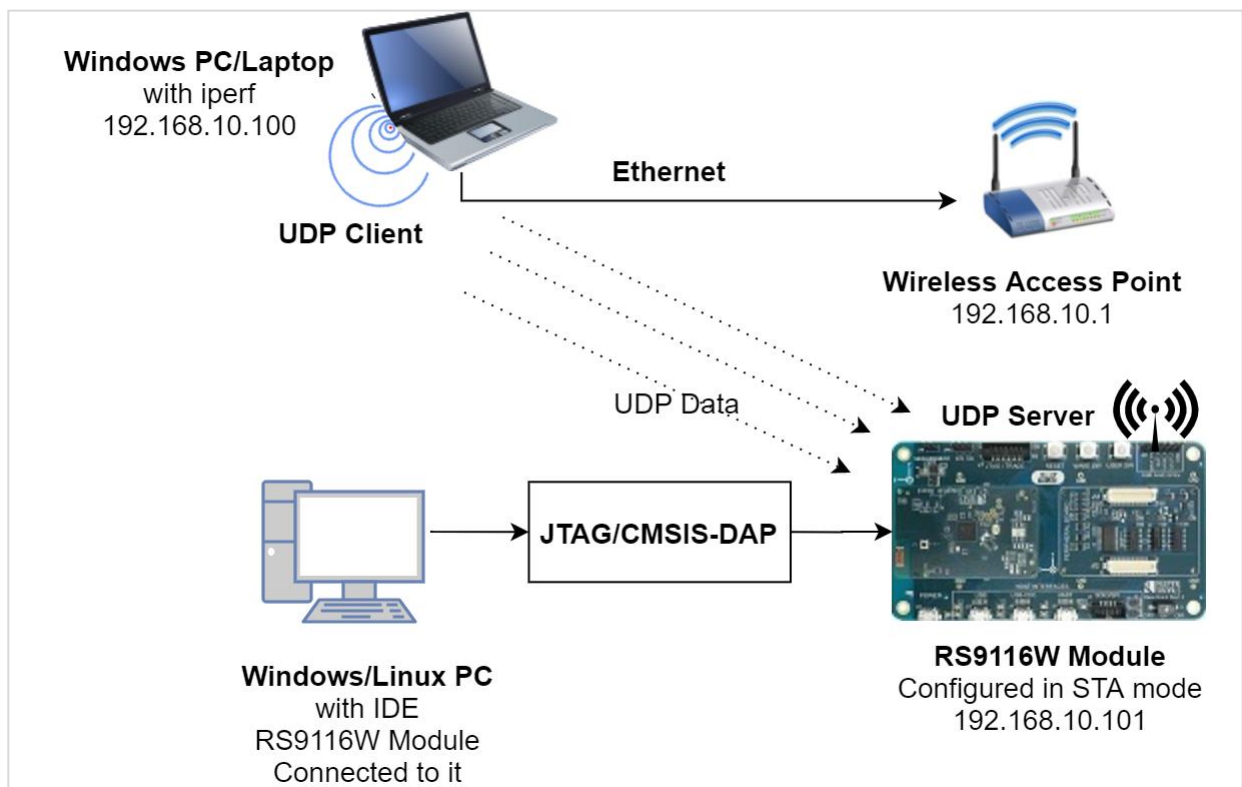 Windows PC/Laptop
with iperf
192.168.10.100
UDP Client
Ethernet
Wireless Access Point
192.168.10.1
UDP Data
UDP Server
JTAG/CMSIS-DAP
Windows/Linux PC
with IDE
RS9116W Module
Connected to it
RS9116W Module
Configured in STA mode
192.168.10.101
RESET
POWER